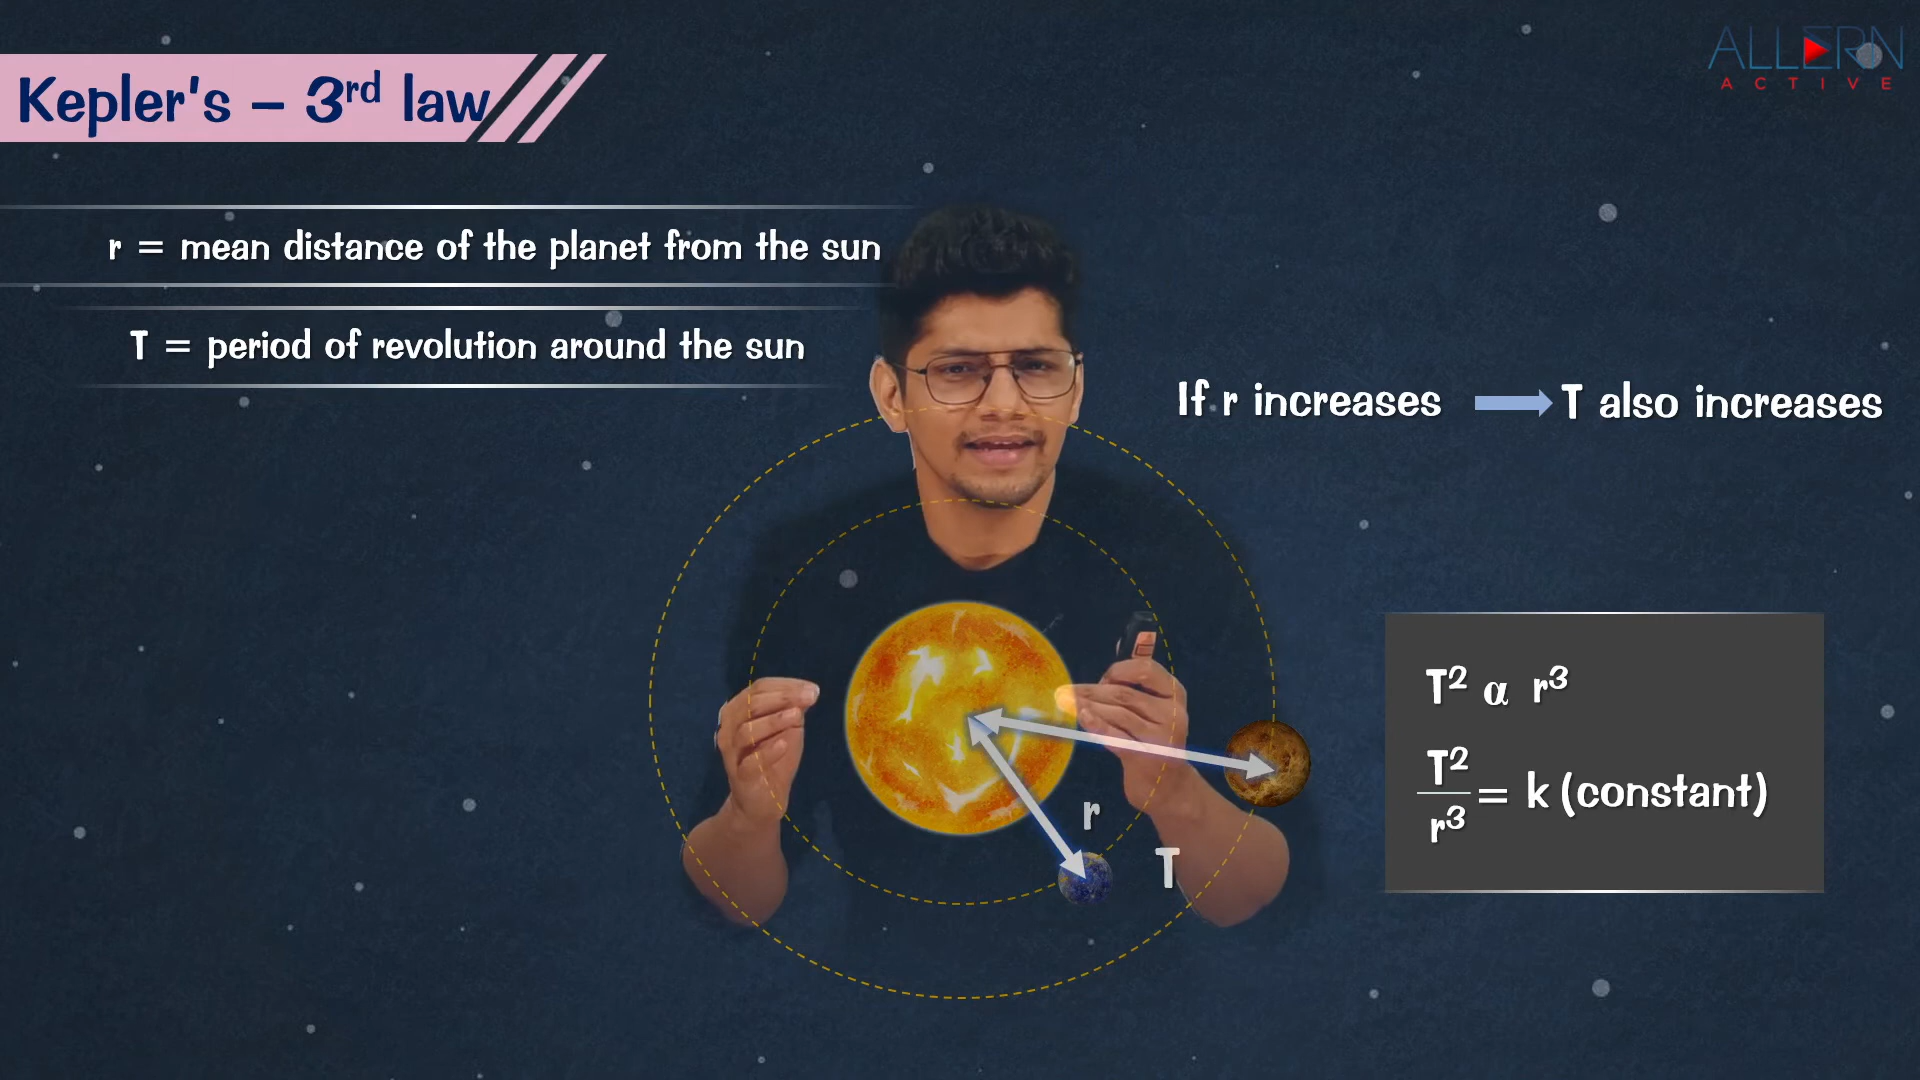 ALLERN
ACTIVE
Kepler's – 3rd law
r = mean distance of the planet from the sun
T = period of revolution around the sun
If r increases → T also increases
T² α r³
T²
r³ = k (constant)
r
T